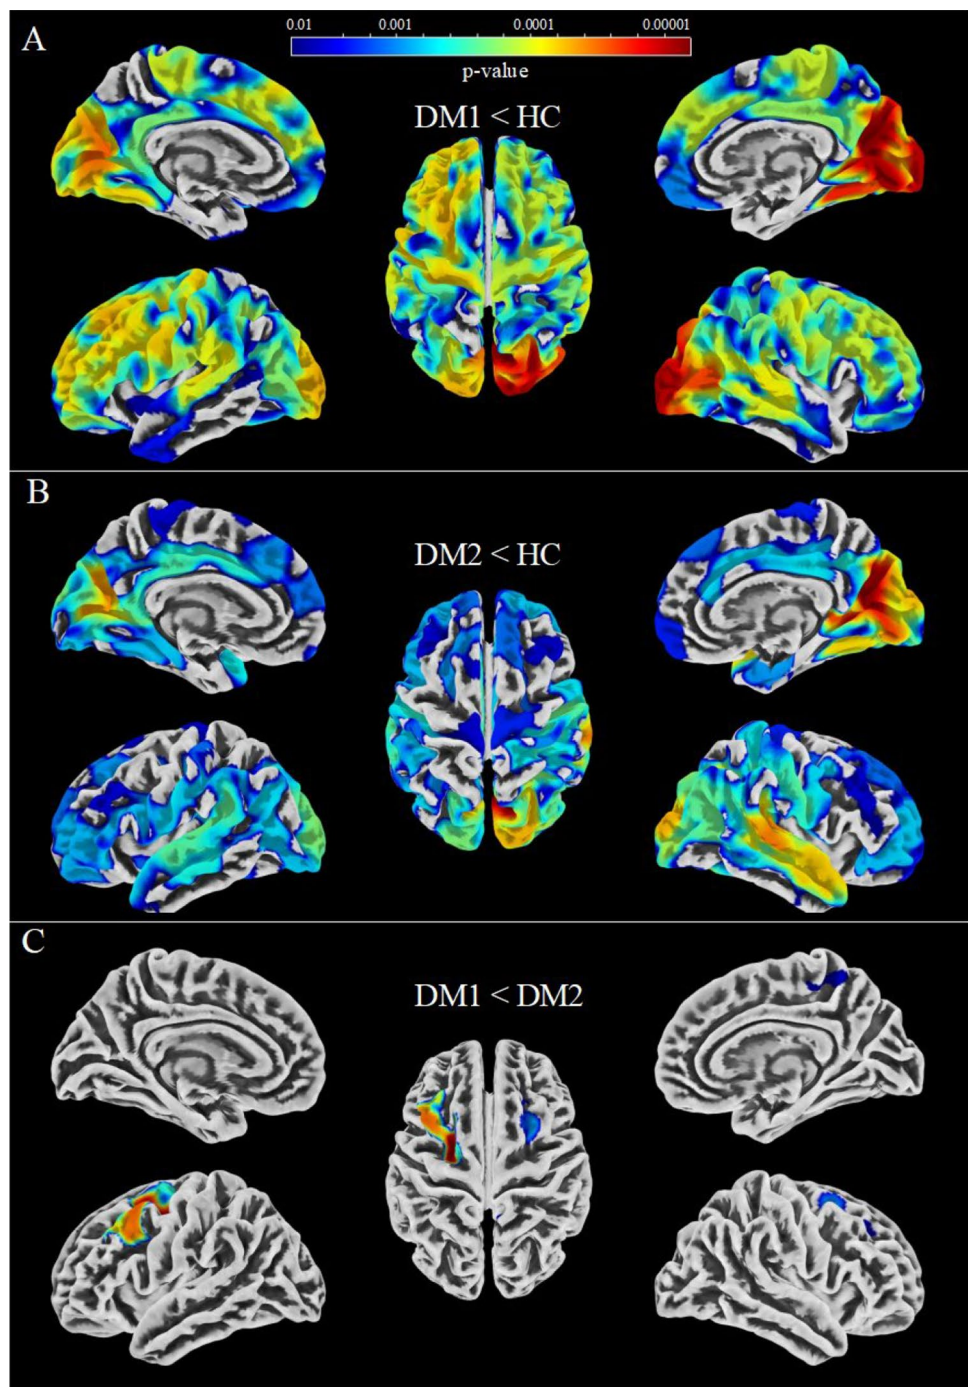 A
0.01 0.001 0.0001 0.00001
p-value
DM1 < HC
B
DM2 < HC
C
DM1 < DM2